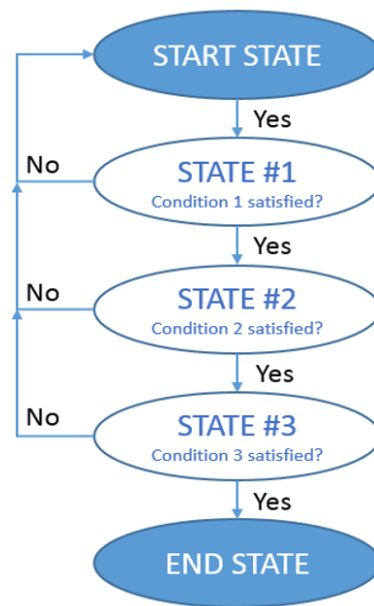 START STATE
Yes
No
STATE #1
Condition 1 satisfied?
Yes
No
STATE #2
Condition 2 satisfied?
Yes
No
STATE #3
Condition 3 satisfied?
Yes
END STATE